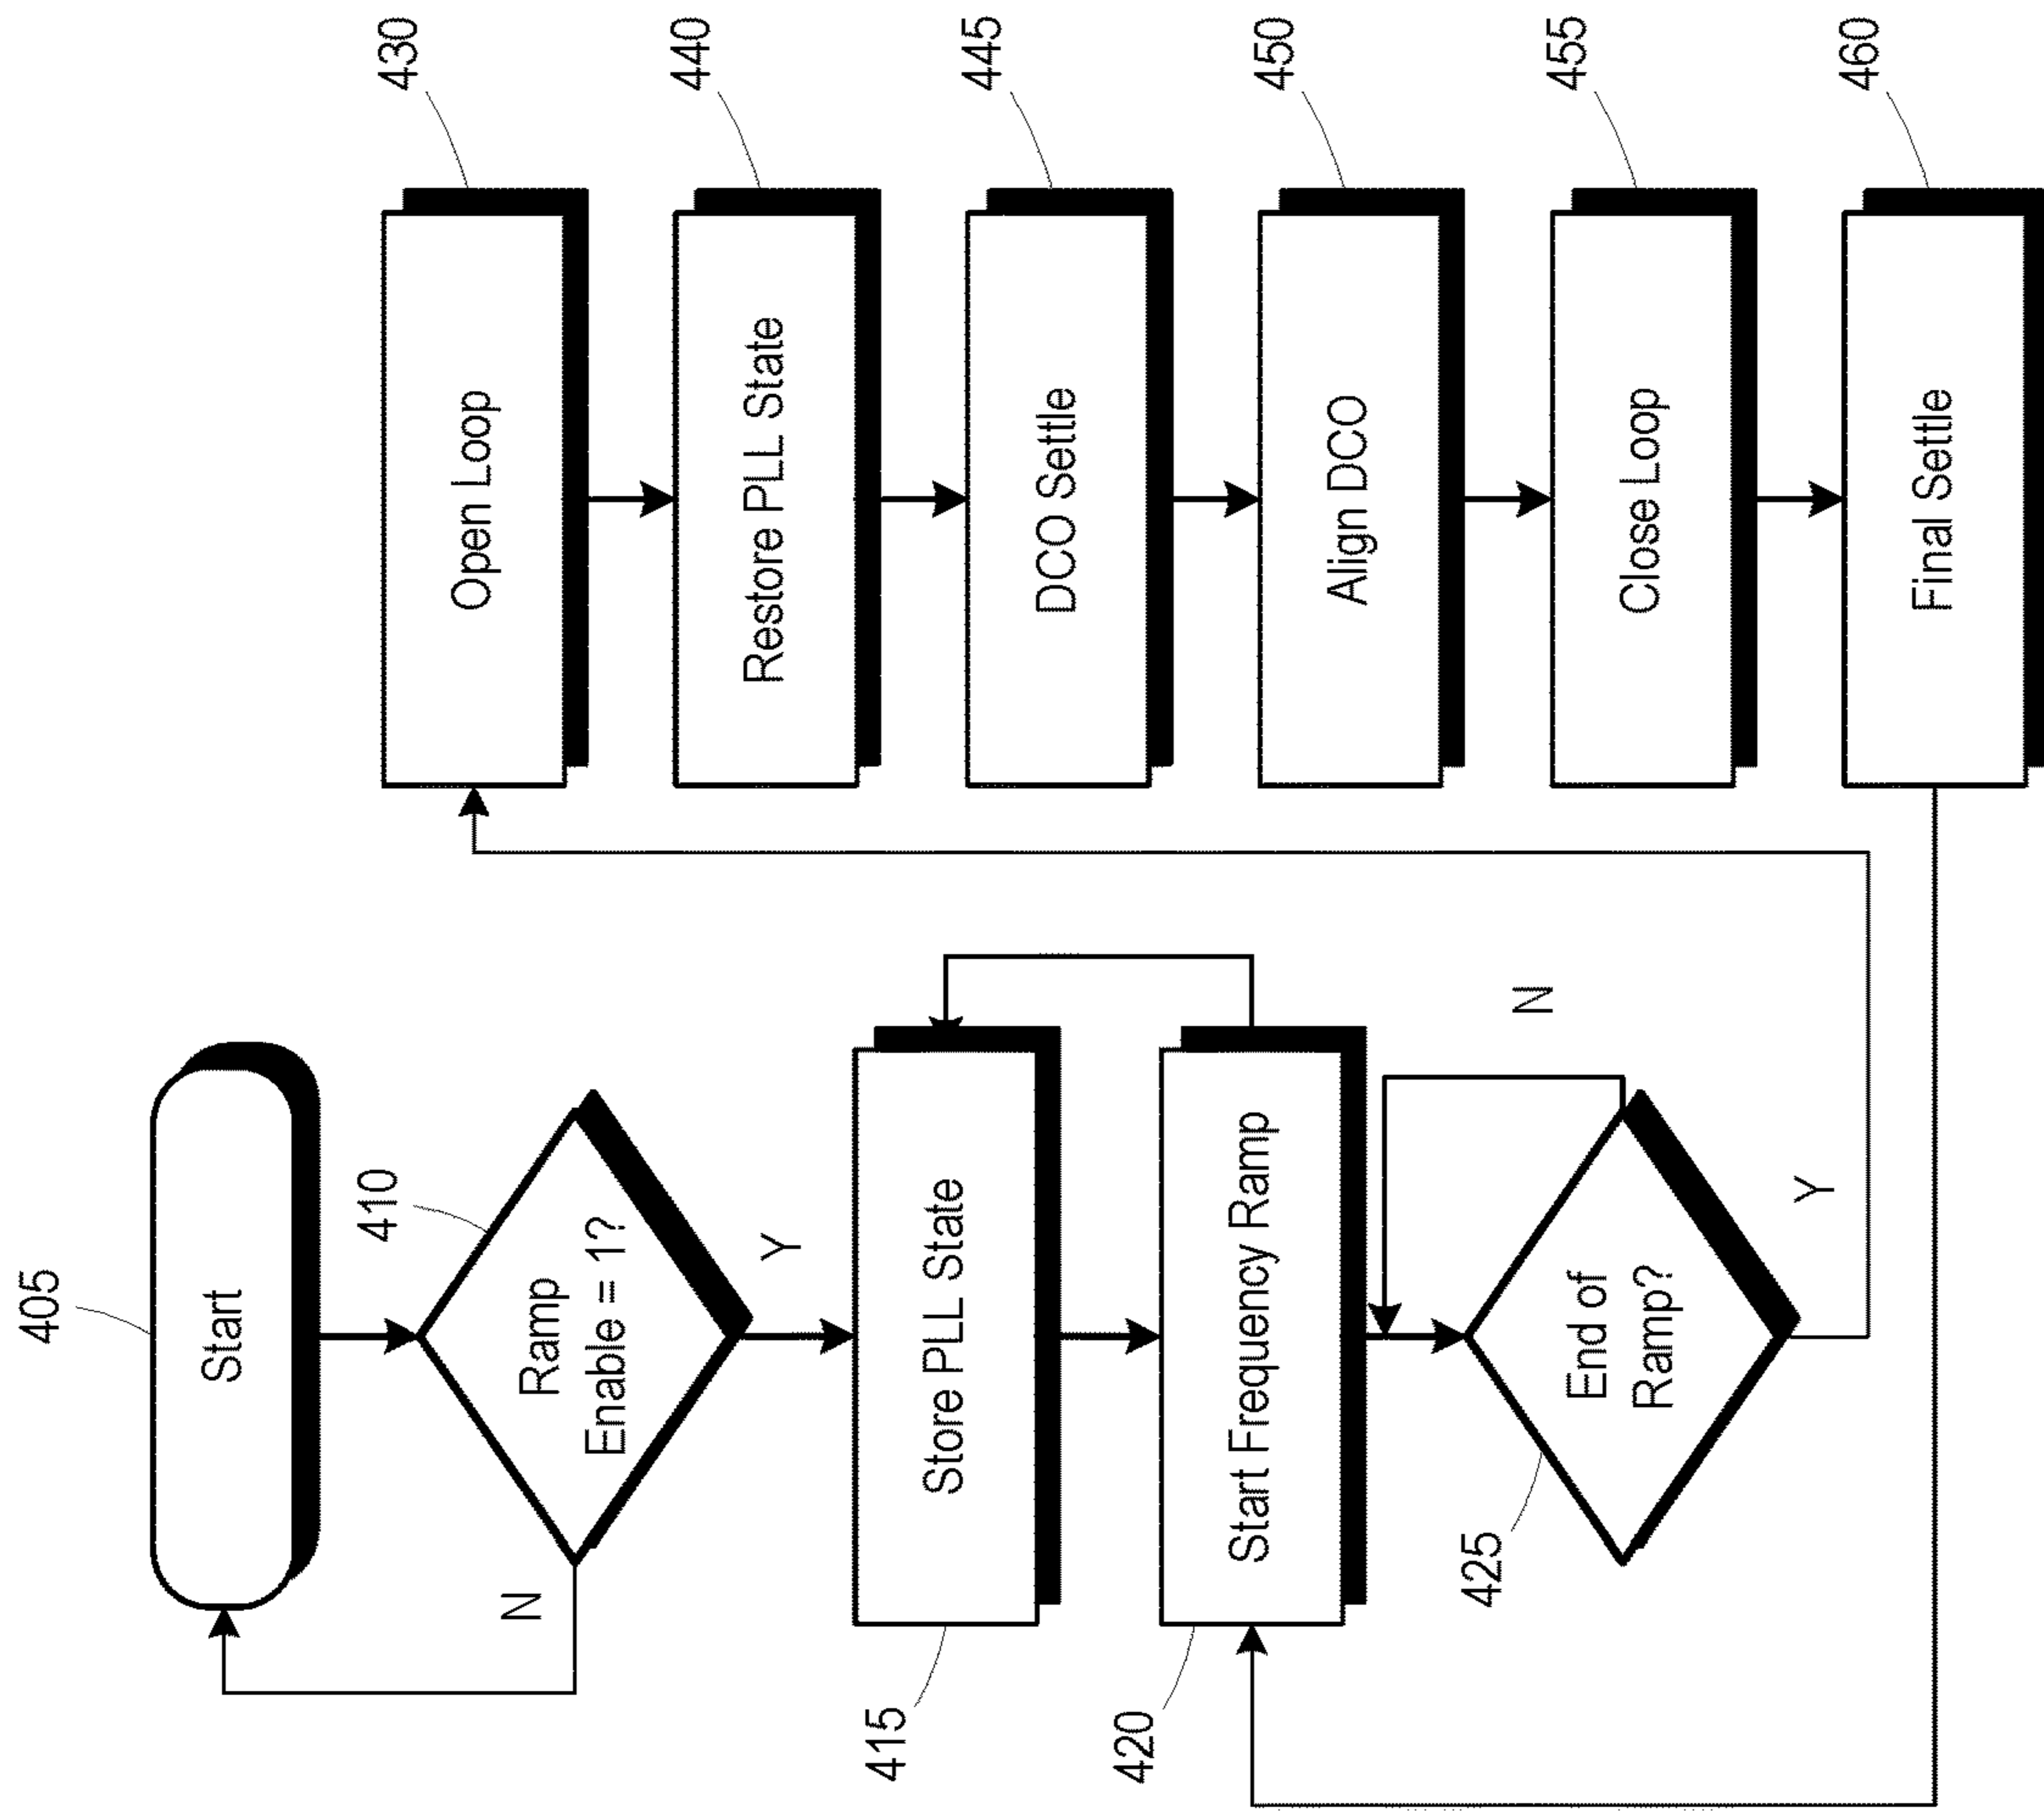 405
Start
410
Ramp
Enable = 1?
N
Y
415
Store PLL State
420
Start Frequency Ramp
425
End of
Ramp?
N
Y
430
Open Loop
440
Restore PLL State
445
DCO Settle
450
Align DCO
455
Close Loop
460
Final Settle